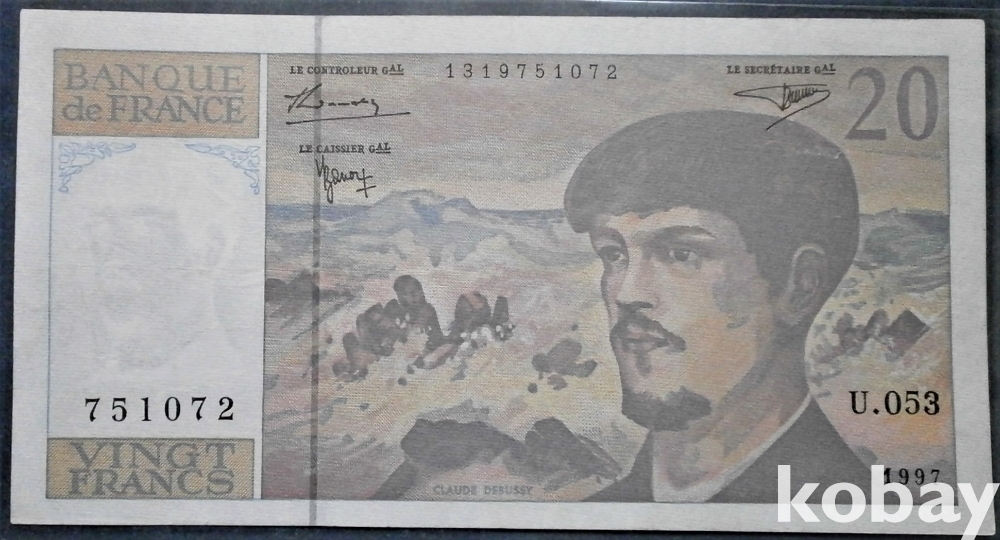 BANQUE
de FRANCE
LE CONTROLEUR GAL
1319751072
LE SECRÉTAIRE GAL
20
LE CAISSIER GAL
751072
U.053
VINGT
FRANCS
1997
CLAUDE DEBUSSY
kobay